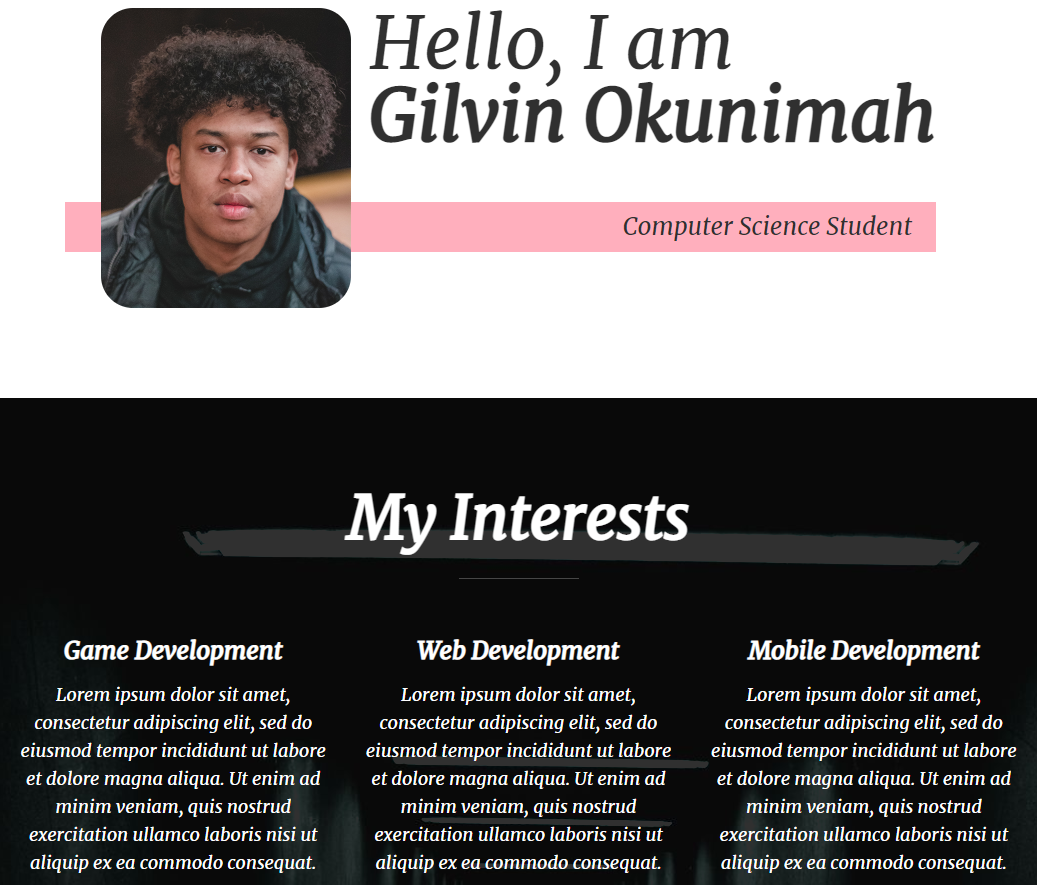 Hello, I am
Gilvin Okunimah
Computer Science Student
My Interests
Game Development
Lorem ipsum dolor sit amet,
consectetur adipiscing elit, sed do
eiusmod tempor incididunt ut labore
et dolore magna aliqua. Ut enim ad
minim veniam, quis nostrud
exercitation ullamco laboris nisi ut
aliquip ex ea commodo consequat.
Web Development
Lorem ipsum dolor sit amet,
consectetur adipiscing elit, sed do
eiusmod tempor incididunt ut labore
et dolore magna aliqua. Ut enim ad
minim veniam, quis nostrud
exercitation ullamco laboris nisi ut
aliquip ex ea commodo consequat.
Mobile Development
Lorem ipsum dolor sit amet,
consectetur adipiscing elit, sed do
eiusmod tempor incididunt ut labore
et dolore magna aliqua. Ut enim ad
minim veniam, quis nostrud
exercitation ullamco laboris nisi ut
aliquip ex ea commodo consequat.